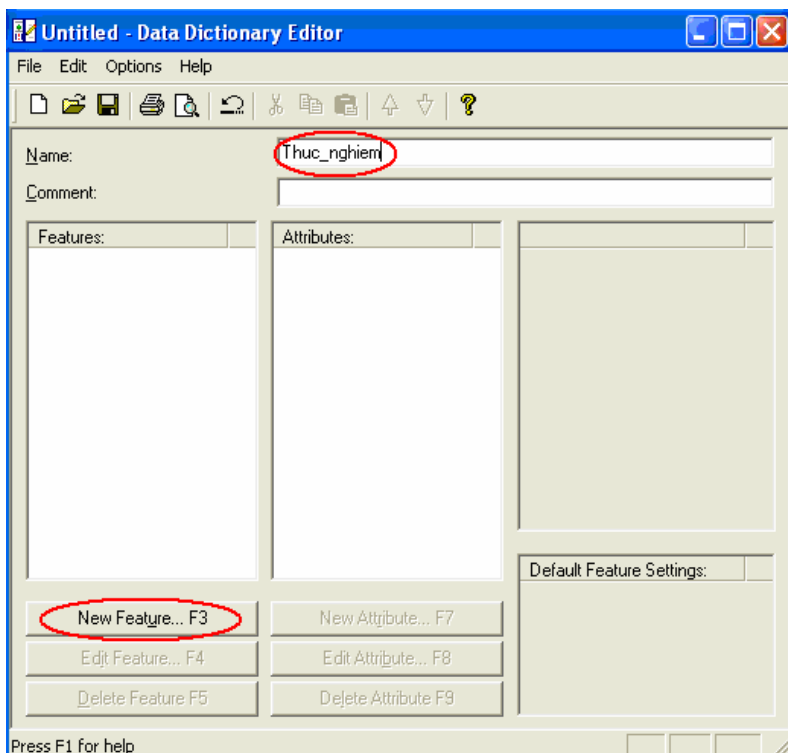 Untitled - Data Dictionary Editor
File Edit Options Help
Name: Thuc_nghiem
Comment:
Features: Attributes:
Default Feature Settings:
New Feature... F3 New Attribute... F7
Edit Feature... F4 Edit Attribute... F8
Delete Feature F5 Delete Attribute F9
Press F1 for help